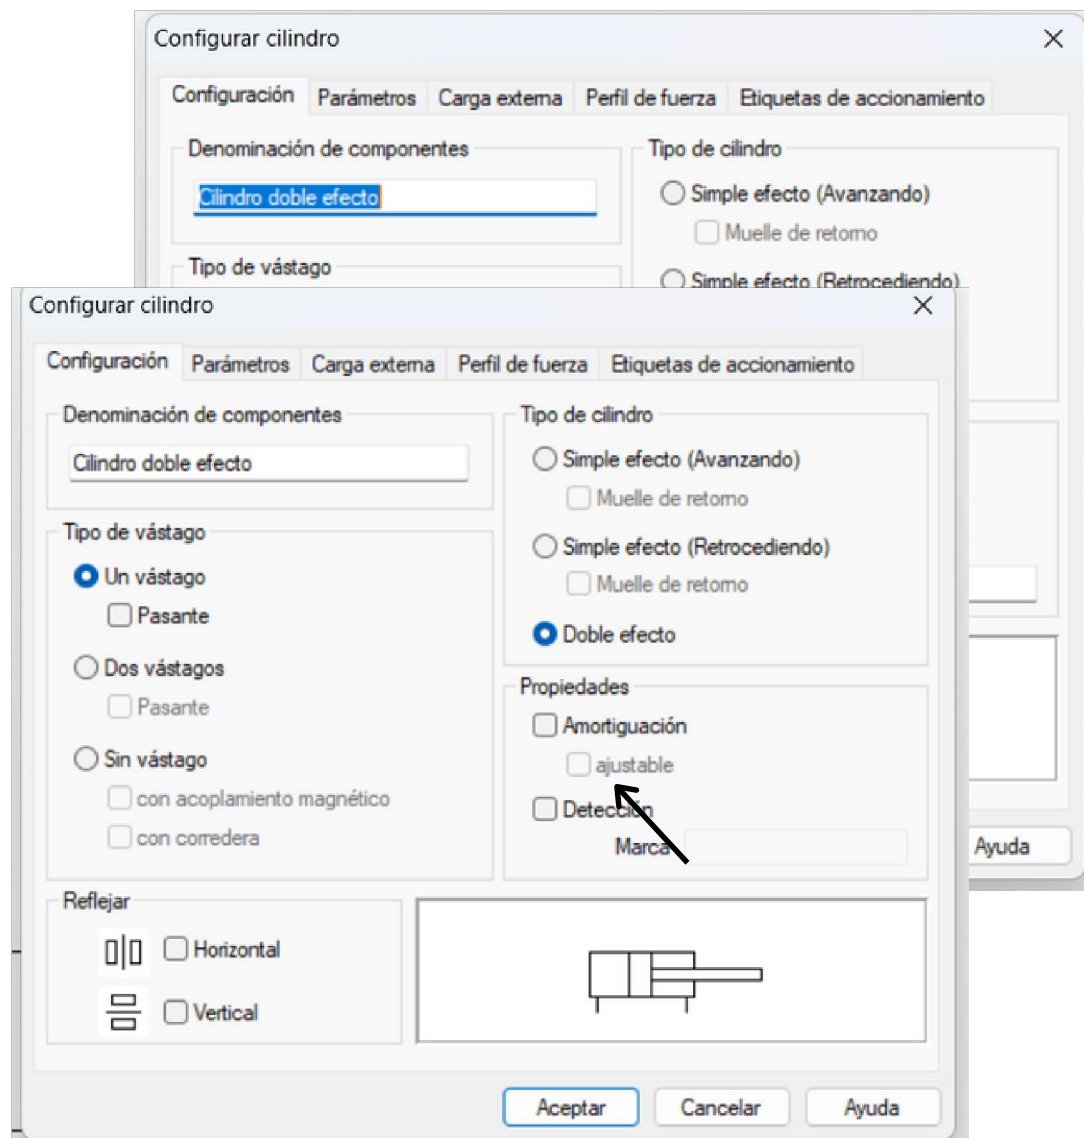 Configurar cilindro
Configuración Parámetros Carga externa Perfil de fuerza Etiquetas de accionamiento
Denominación de componentes
Cilindro doble efecto
Tipo de vástago
Tipo de cilindro
Simple efecto (Avanzando)
Muelle de retorno
Simple efecto (Retrocediendo)
Ayuda
Configurar cilindro
Configuración Parámetros Carga externa Perfil de fuerza Etiquetas de accionamiento
Denominación de componentes
Cilindro doble efecto
Tipo de vástago
Un vástago
Pasante
Dos vástagos
Pasante
Sin vástago
con acoplamiento magnético
con corredera
Tipo de cilindro
Simple efecto (Avanzando)
Muelle de retorno
Simple efecto (Retrocediendo)
Muelle de retorno
Doble efecto
Propiedades
Amortiguación
ajustable
Detección
Marca
Reflejar
Horizontal
Vertical
Aceptar Cancelar Ayuda